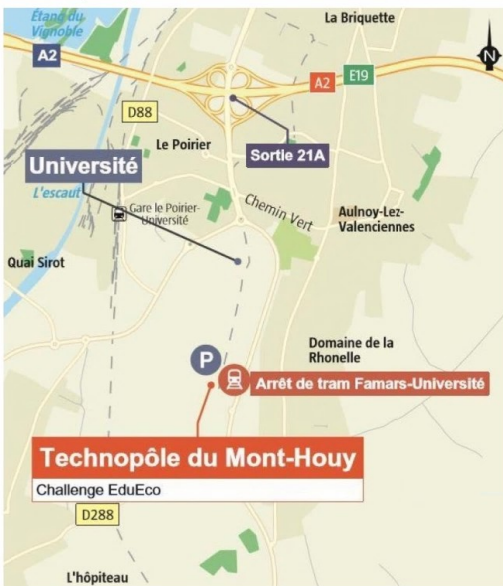 Étang du
Vignoble
La Briquette
A2
N
A2
E19
D88
Le Poirier
Sortie 21A
Université
L'escaut
Gare le Poirier-
Université
Chemin Vert
Aulnoy-Lez-
Valenciennes
Quai Sirot
Domaine de la
Rhonelle
P
Arrêt de tram Famars-Université
Technopôle du Mont-Houy
Challenge EduEco
D288
L'hôpiteau